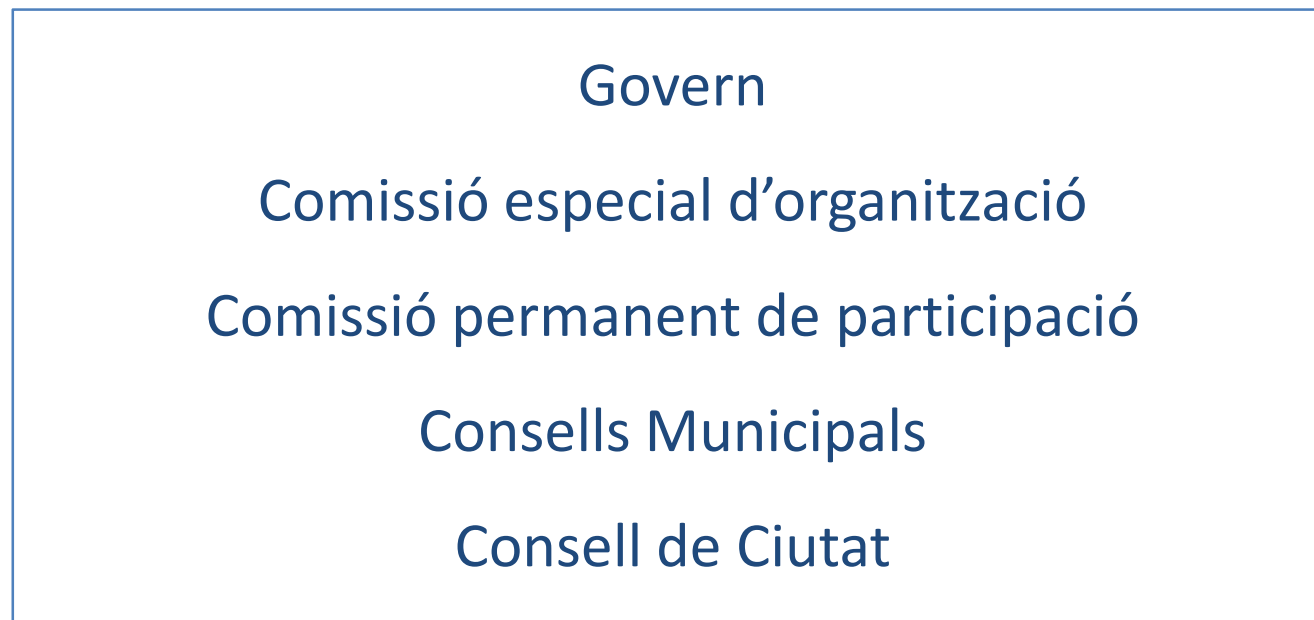 Govern
Comissió especial d’organització
Comissió permanent de participació
Consells Municipals
Consell de Ciutat